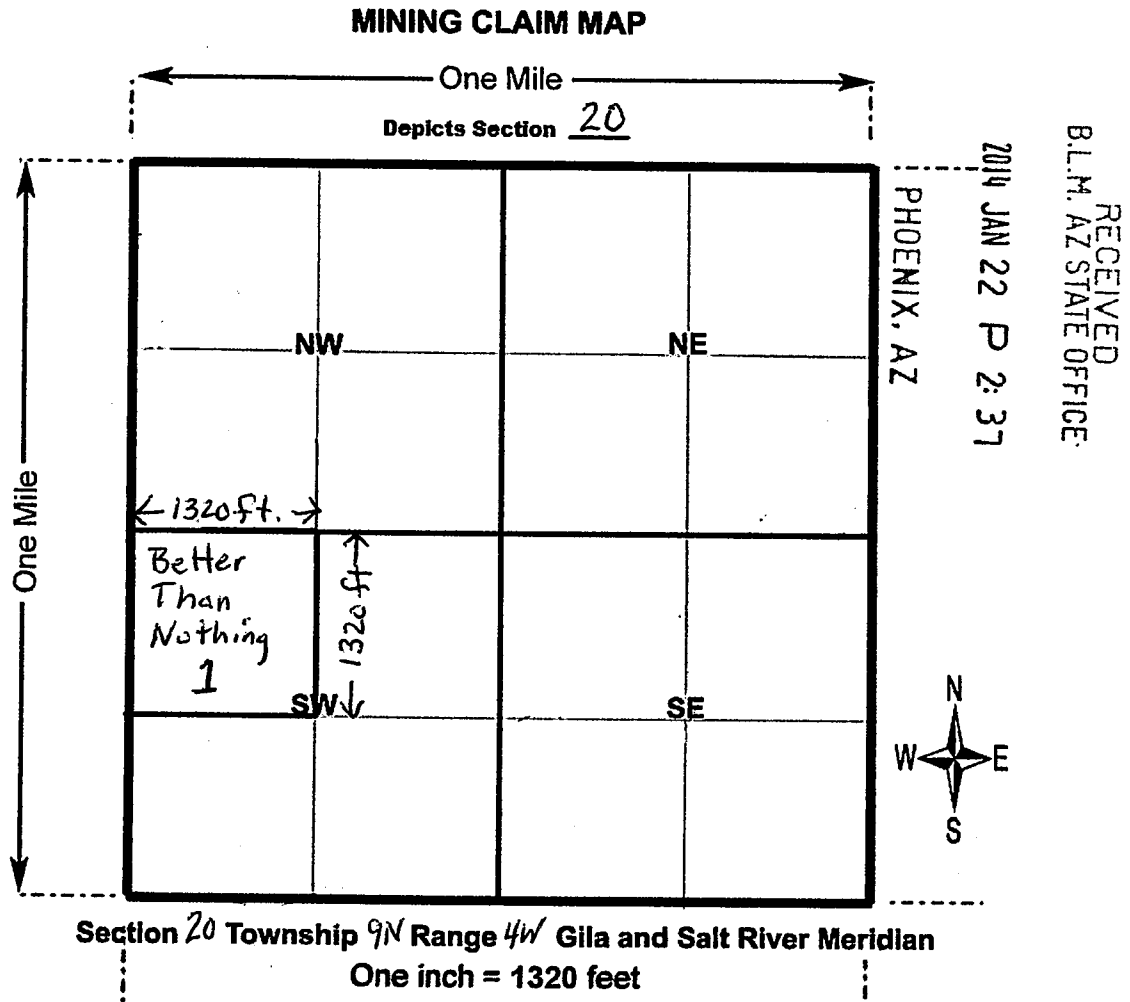 MINING CLAIM MAP
One Mile
Depicts Section 20
NW
NE
One Mile
1320 ft.
Better
Than
Nothing
1
1320 ft
SW
SE
N
W E
S
Section 20 Township 9N Range 4W Gila and Salt River Meridian
One inch = 1320 feet
RECEIVED
B.L.M. AZ STATE OFFICE
2014 JAN 22 P 2:37
PHOENIX, AZ